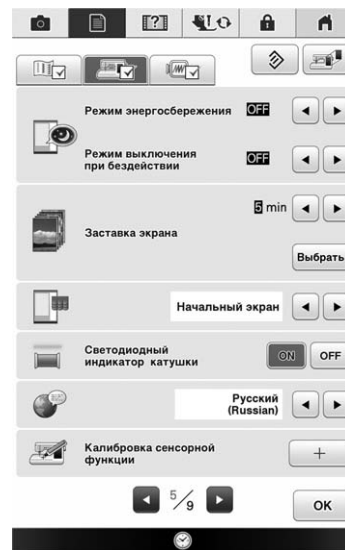 Режим энергосбережения OFF
Режим выключения
при бездействии OFF
5 min
Заставка экрана
Выбрать
Начальный экран
Светодиодный
индикатор катушки ON OFF
Русский
(Russian)
Калибровка сенсорной
функции
5/9
OK